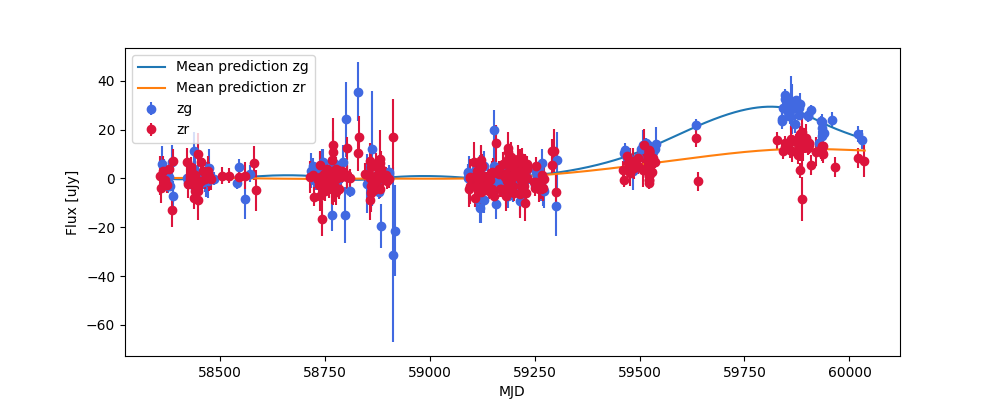 Mean prediction zg
Mean prediction zr
zg
zr
40
20
0
−20
−40
−60
Flux [uJy]
58500
58750
59000
59250
59500
59750
60000
MJD